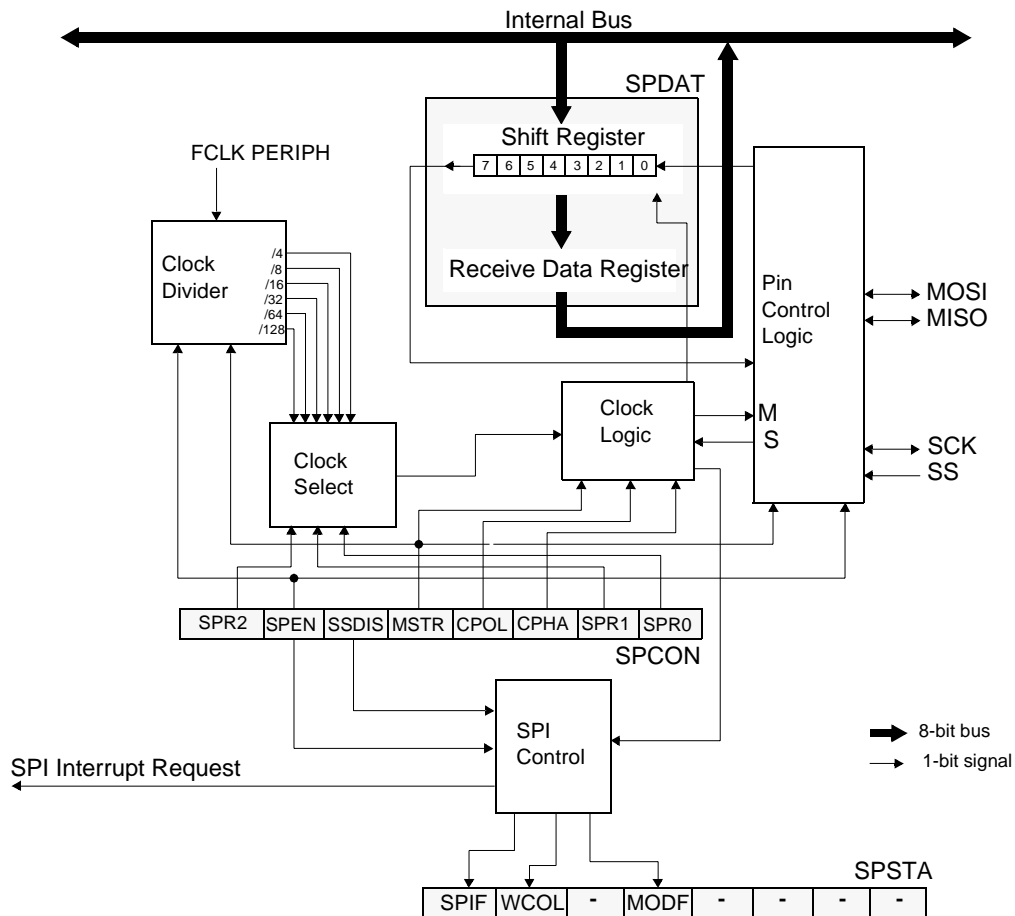 Internal Bus
SPDAT
Shift Register
7 6 5 4 3 2 1 0
FCLK PERIPH
Clock
Divider
/4
/8
/16
/32
/64
/128
Receive Data Register
Pin
Control
Logic
MOSI
MISO
Clock
Logic
M
S
SCK
SS
Clock
Select
SPR2 SPEN SSDIS MSTR CPOL CPHA SPR1 SPR0
SPCON
SPI
Control
8-bit bus
1-bit signal
SPI Interrupt Request
SPSTA
SPIF WCOL - MODF - - - -